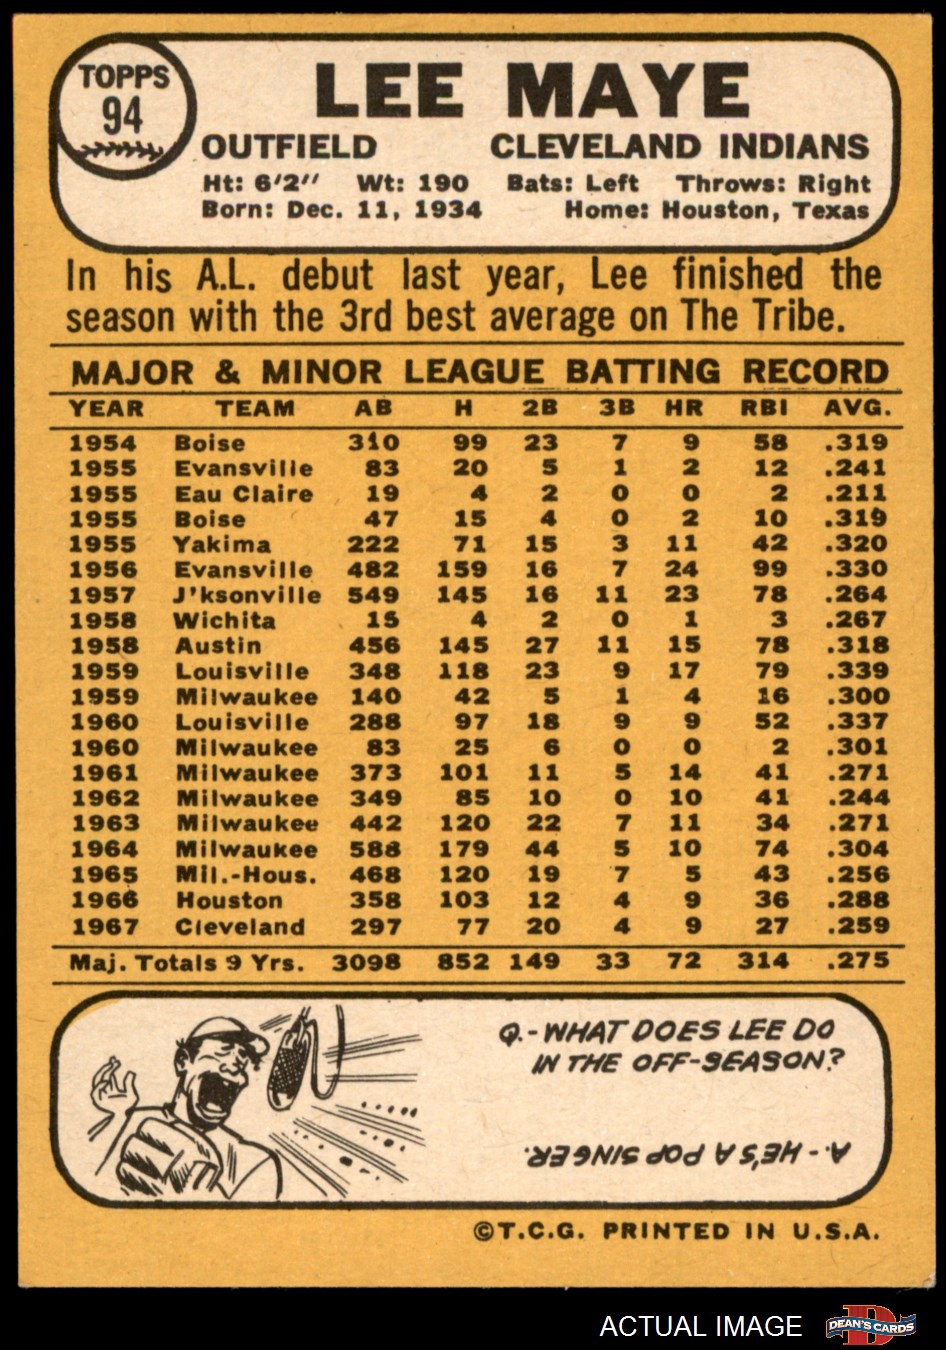 TOPPS
94
LEE MAYE
OUTFIELD CLEVELAND INDIANS
Ht: 6'2" Wt: 190 Bats: Left Throws: Right
Born: Dec. 11, 1934 Home: Houston, Texas
In his A.L. debut last year, Lee finished the
season with the 3rd best average on The Tribe.
MAJOR & MINOR LEAGUE BATTING RECORD
YEAR TEAM AB H 2B 3B HR RBI AVG.
1954 Boise 310 99 23 7 9 58 .319
1955 Evansville 83 20 5 1 2 12 .241
1955 Eau Claire 19 4 2 0 0 2 .211
1955 Boise 47 15 4 0 2 10 .319
1955 Yakima 222 71 15 3 11 42 .320
1956 Evansville 482 159 16 7 24 99 .330
1957 J'ksonville 549 145 16 11 23 78 .264
1958 Wichita 15 4 2 0 1 3 .267
1958 Austin 456 145 27 11 15 78 .318
1959 Louisville 348 118 23 9 17 79 .339
1959 Milwaukee 140 42 5 1 4 16 .300
1960 Louisville 288 97 18 9 9 52 .337
1960 Milwaukee 83 25 6 0 0 2 .301
1961 Milwaukee 373 101 11 5 14 41 .271
1962 Milwaukee 349 85 10 0 10 41 .244
1963 Milwaukee 442 120 22 7 11 34 .271
1964 Milwaukee 588 179 44 5 10 74 .304
1965 Mil.-Hous. 468 120 19 7 5 43 .256
1966 Houston 358 103 12 4 9 36 .288
1967 Cleveland 297 77 20 4 9 27 .259
Maj. Totals 9 Yrs. 3098 852 149 33 72 314 .275
Q.-WHAT DOES LEE DO
IN THE OFF-SEASON?
A.-HE'S A POP SINGER.
©T.C.G. PRINTED IN U.S.A.
ACTUAL IMAGE
D
DEAN'S CARDS